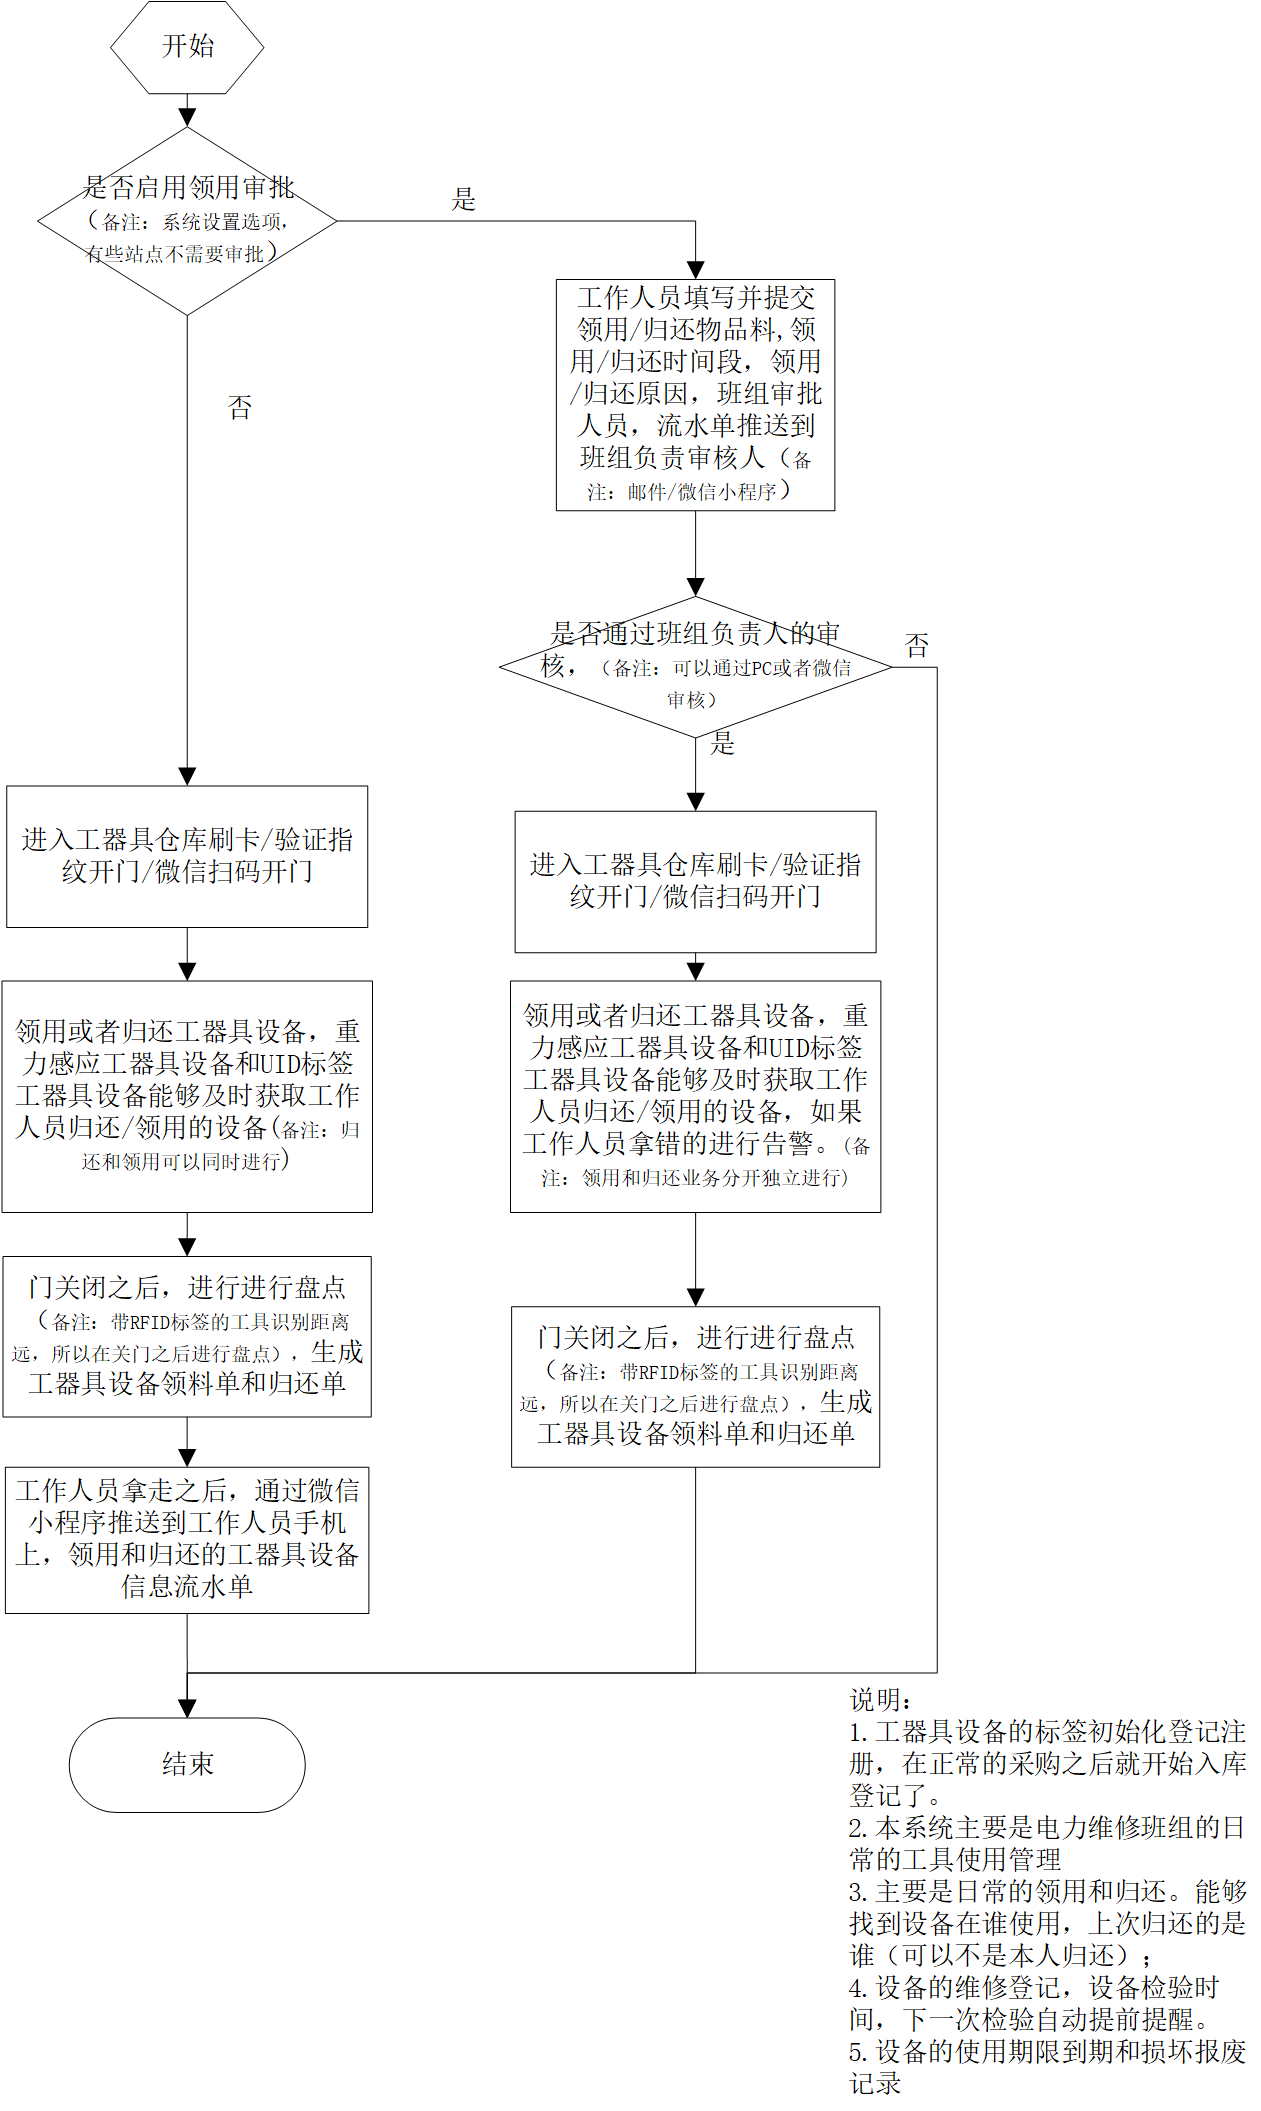 开始
是否启用领用审批
（备注：系统设置选项，
有些站点不需要审批）
是
否
工作人员填写并提交
领用/归还物品料,领
用/归还时间段，领用
/归还原因，班组审批
人员，流水单推送到
班组负责审核人（备
注：邮件/微信小程序）
是否通过班组负责人的审
核，（备注：可以通过PC或者微信
审核）
否
是
进入工器具仓库刷卡/验证指
纹开门/微信扫码开门
进入工器具仓库刷卡/验证指
纹开门/微信扫码开门
领用或者归还工器具设备，重
力感应工器具设备和UID标签
工器具设备能够及时获取工作
人员归还/领用的设备(备注：归
还和领用可以同时进行)
领用或者归还工器具设备，重
力感应工器具设备和UID标签
工器具设备能够及时获取工作
人员归还/领用的设备，如果
工作人员拿错的进行告警。(备
注：领用和归还业务分开独立进行)
门关闭之后，进行进行盘点
（备注：带RFID标签的工具识别距离
远，所以在关门之后进行盘点），生成
工器具设备领料单和归还单
门关闭之后，进行进行盘点
（备注：带RFID标签的工具识别距离
远，所以在关门之后进行盘点），生成
工器具设备领料单和归还单
工作人员拿走之后，通过微信
小程序推送到工作人员手机
上，领用和归还的工器具设备
信息流水单
结束
说明：
1.工器具设备的标签初始化登记注
册，在正常的采购之后就开始入库
登记了。
2.本系统主要是电力维修班组的日
常的工具使用管理
3.主要是日常的领用和归还。能够
找到设备在谁使用，上次归还的是
谁（可以不是本人归还）；
4.设备的维修登记，设备检验时
间，下一次检验自动提前提醒。
5.设备的使用期限到期和损坏报废
记录